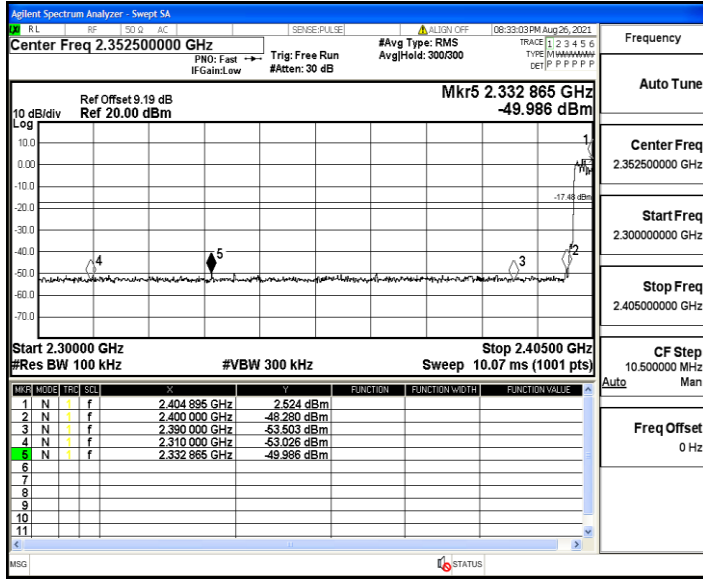 Agilent Spectrum Analyzer - Swept SA
RL RF 50 Ω AC SENSE:PULSE ALIGN OFF 08:33:03 PM Aug 26, 2021
Center Freq 2.352500000 GHz
PNO: Fast
IFGain:Low
Trig: Free Run
#Atten: 30 dB
#Avg Type: RMS
Avg|Hold: 300/300
TRACE 1 2 3 4 5 6
TYPE M WWWWW
DET P P P P P P
Ref Offset 9.19 dB
10 dB/div Ref 20.00 dBm
Log
Mkr5 2.332 865 GHz
-49.986 dBm
10.0
0.00
-10.0
-20.0
-30.0
-40.0
-50.0
-60.0
-70.0
1
-17.48 dBm
4
5
3
2
Start 2.30000 GHz Stop 2.40500 GHz
#Res BW 100 kHz #VBW 300 kHz Sweep 10.07 ms (1001 pts)
MKR MODE TRC SCL X Y FUNCTION FUNCTION WIDTH FUNCTION VALUE
1 N 1 f 2.404 895 GHz 2.524 dBm
2 N 1 f 2.400 000 GHz -48.280 dBm
3 N 1 f 2.390 000 GHz -53.503 dBm
4 N 1 f 2.310 000 GHz -53.026 dBm
5 N 1 f 2.332 865 GHz -49.986 dBm
6
7
8
9
10
11
MSG STATUS
Frequency
Auto Tune
Center Freq
2.352500000 GHz
Start Freq
2.300000000 GHz
Stop Freq
2.405000000 GHz
CF Step
10.500000 MHz
Auto Man
Freq Offset
0 Hz